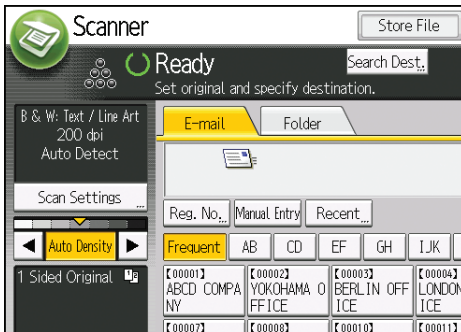 Scanner
Store File
Ready
Search Dest.
Set original and specify destination.
B & W: Text / Line Art
200 dpi
Auto Detect
E-mail
Folder
Scan Settings
Reg. No.
Manual Entry
Recent
Auto Density
Frequent
AB
CD
EF
GH
IJK
1 Sided Original
【00001】
ABCD COMPA
NY
【00002】
YOKOHAMA O
FFICE
【00003】
BERLIN OFF
ICE
【00004】
LONDON
ICE
【00007】
【00008】
【00010】
【00011】